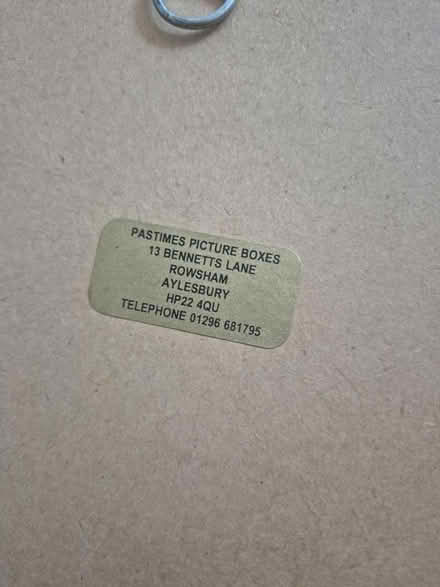 PASTIMES PICTURE BOXES
13 BENNETTS LANE
ROWSHAM
AYLESBURY
HP22 4QU
TELEPHONE 01296 681795